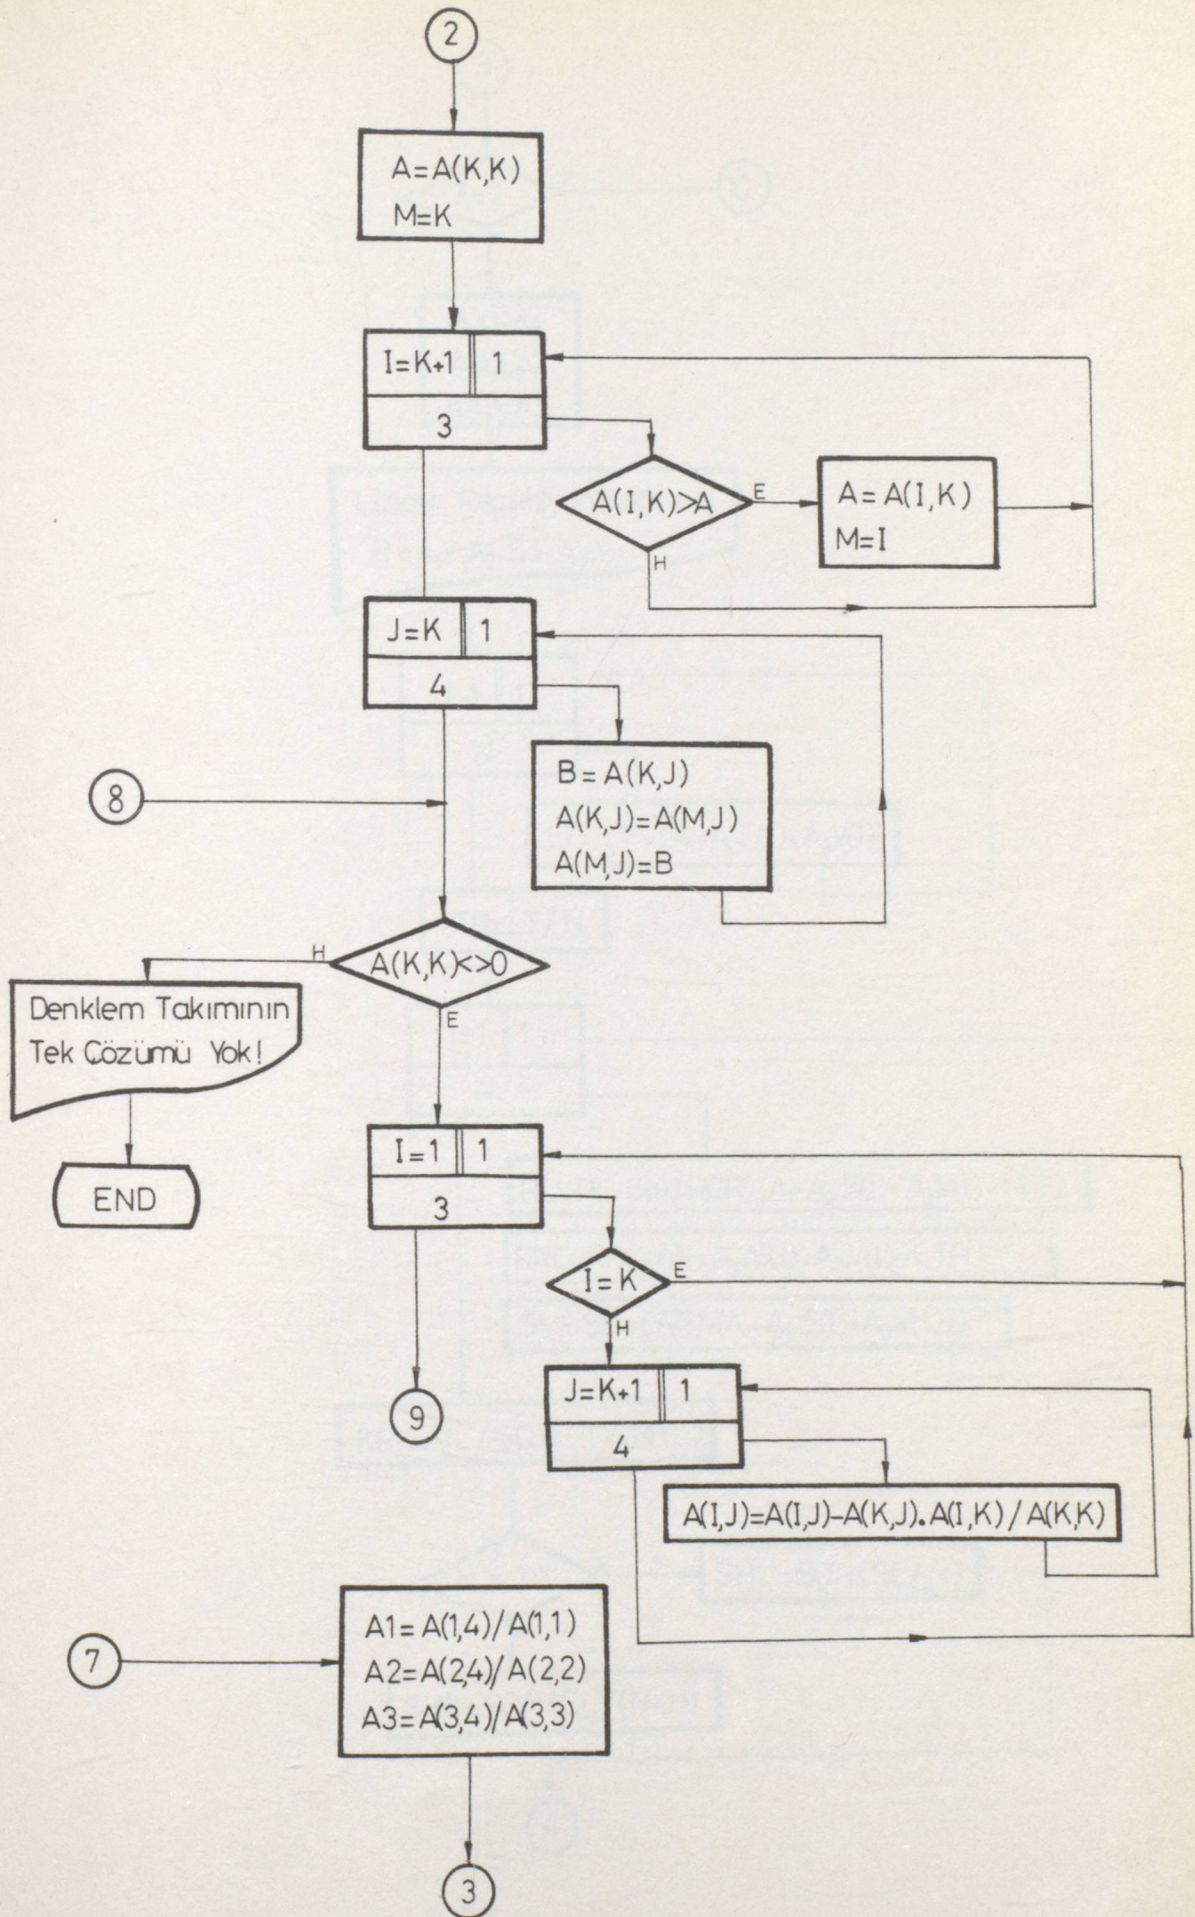 2
A=A(K,K)
M=K
I=K+1 1
3
A(I,K)>A
E
H
A=A(I,K)
M=I
J=K 1
4
B=A(K,J)
A(K,J)=A(M,J)
A(M,J)=B
8
A(K,K)<>0
H
E
Denklem Takımının
Tek Çözümü Yok!
END
I=1 1
3
I=K
E
H
9
J=K+1 1
4
A(I,J)=A(I,J)-A(K,J).A(I,K)/A(K,K)
7
A1=A(1,4)/A(1,1)
A2=A(2,4)/A(2,2)
A3=A(3,4)/A(3,3)
3